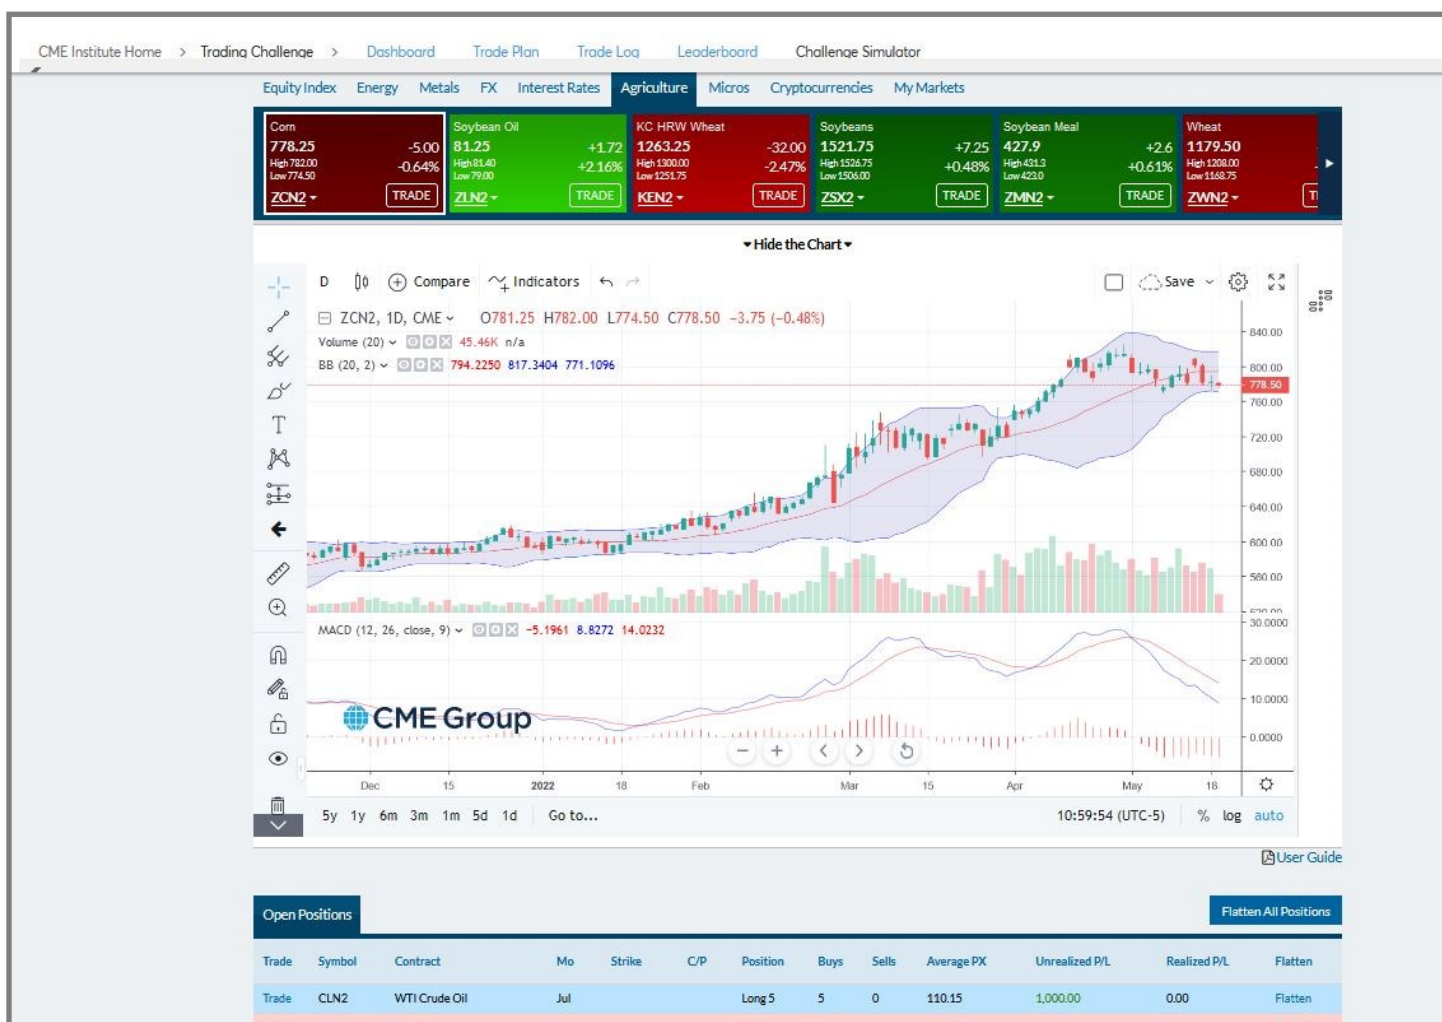 CME Institute Home > Trading Challenge > Dashboard Trade Plan Trade Log Leaderboard Challenge Simulator
Equity Index Energy Metals FX Interest Rates Agriculture Micros Cryptocurrencies My Markets
Corn Soybean Oil KC HRW Wheat Soybeans Soybean Meal Wheat
778.25 -5.00 81.25 +1.72 1263.25 -32.00 1521.75 +7.25 427.9 +2.6 1179.50
High 782.00 -0.64% High 81.40 +2.16% High 1300.00 -2.47% High 1526.75 +0.48% High 431.3 +0.61% High 1208.00
Low 774.50 Low 79.00 Low 1251.75 Low 1506.00 Low 423.0 Low 1168.75
ZCN2 TRADE ZLN2 TRADE KEN2 TRADE ZSX2 TRADE ZMN2 TRADE ZWN2
Hide the Chart
D Compare Indicators Save
ZCN2, 1D, CME O781.25 H782.00 L774.50 C778.50 −3.75 (−0.48%)
Volume (20) 45.46K n/a
BB (20, 2) 794.2250 817.3404 771.1096
840.00
800.00
778.50
760.00
720.00
680.00
640.00
600.00
560.00
520.00
MACD (12, 26, close, 9) −5.1961 8.8272 14.0232
30.0000
20.0000
10.0000
0.0000
CME Group
Dec 15 2022 18 Feb Mar 15 Apr May 18
5y 1y 6m 3m 1m 5d 1d Go to... 10:59:54 (UTC-5) % log auto
User Guide
Open Positions Flatten All Positions
Trade Symbol Contract Mo Strike C/P Position Buys Sells Average PX Unrealized P/L Realized P/L Flatten
Trade CLN2 WTI Crude Oil Jul Long 5 5 0 110.15 1,000.00 0.00 Flatten